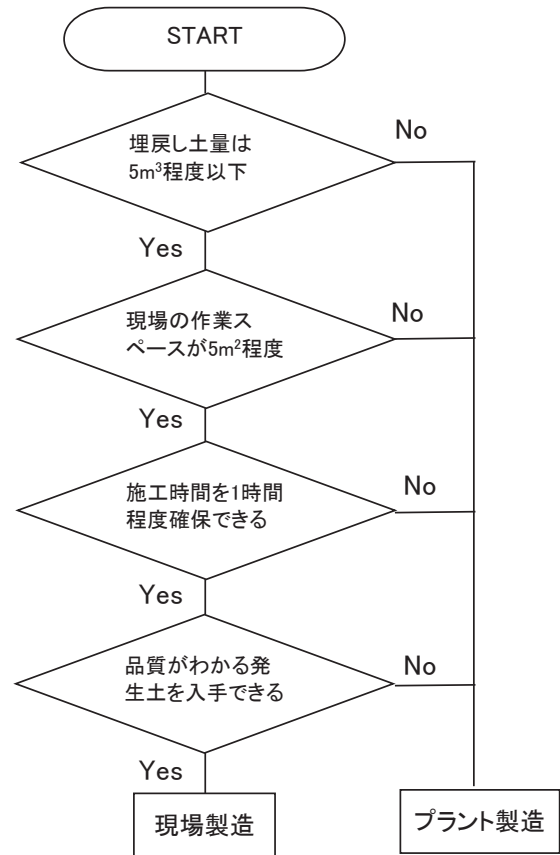 START
埋戻し土量は
5m³程度以下
No
Yes
現場の作業ス
ペースが5m²程度
No
Yes
施工時間を1時間
程度確保できる
No
Yes
品質がわかる発
生土を入手できる
No
Yes
現場製造
プラント製造